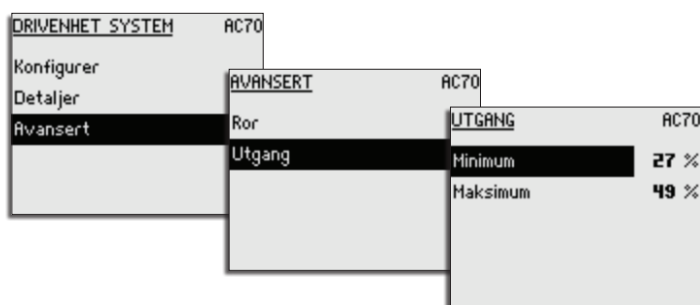 DRIVENHET SYSTEM AC70
Konfigurer
Detaljer
Avansert
AVANSERT AC70
Ror
Utgang
UTGANG AC70
Minimum 27 %
Maksimum 49 %